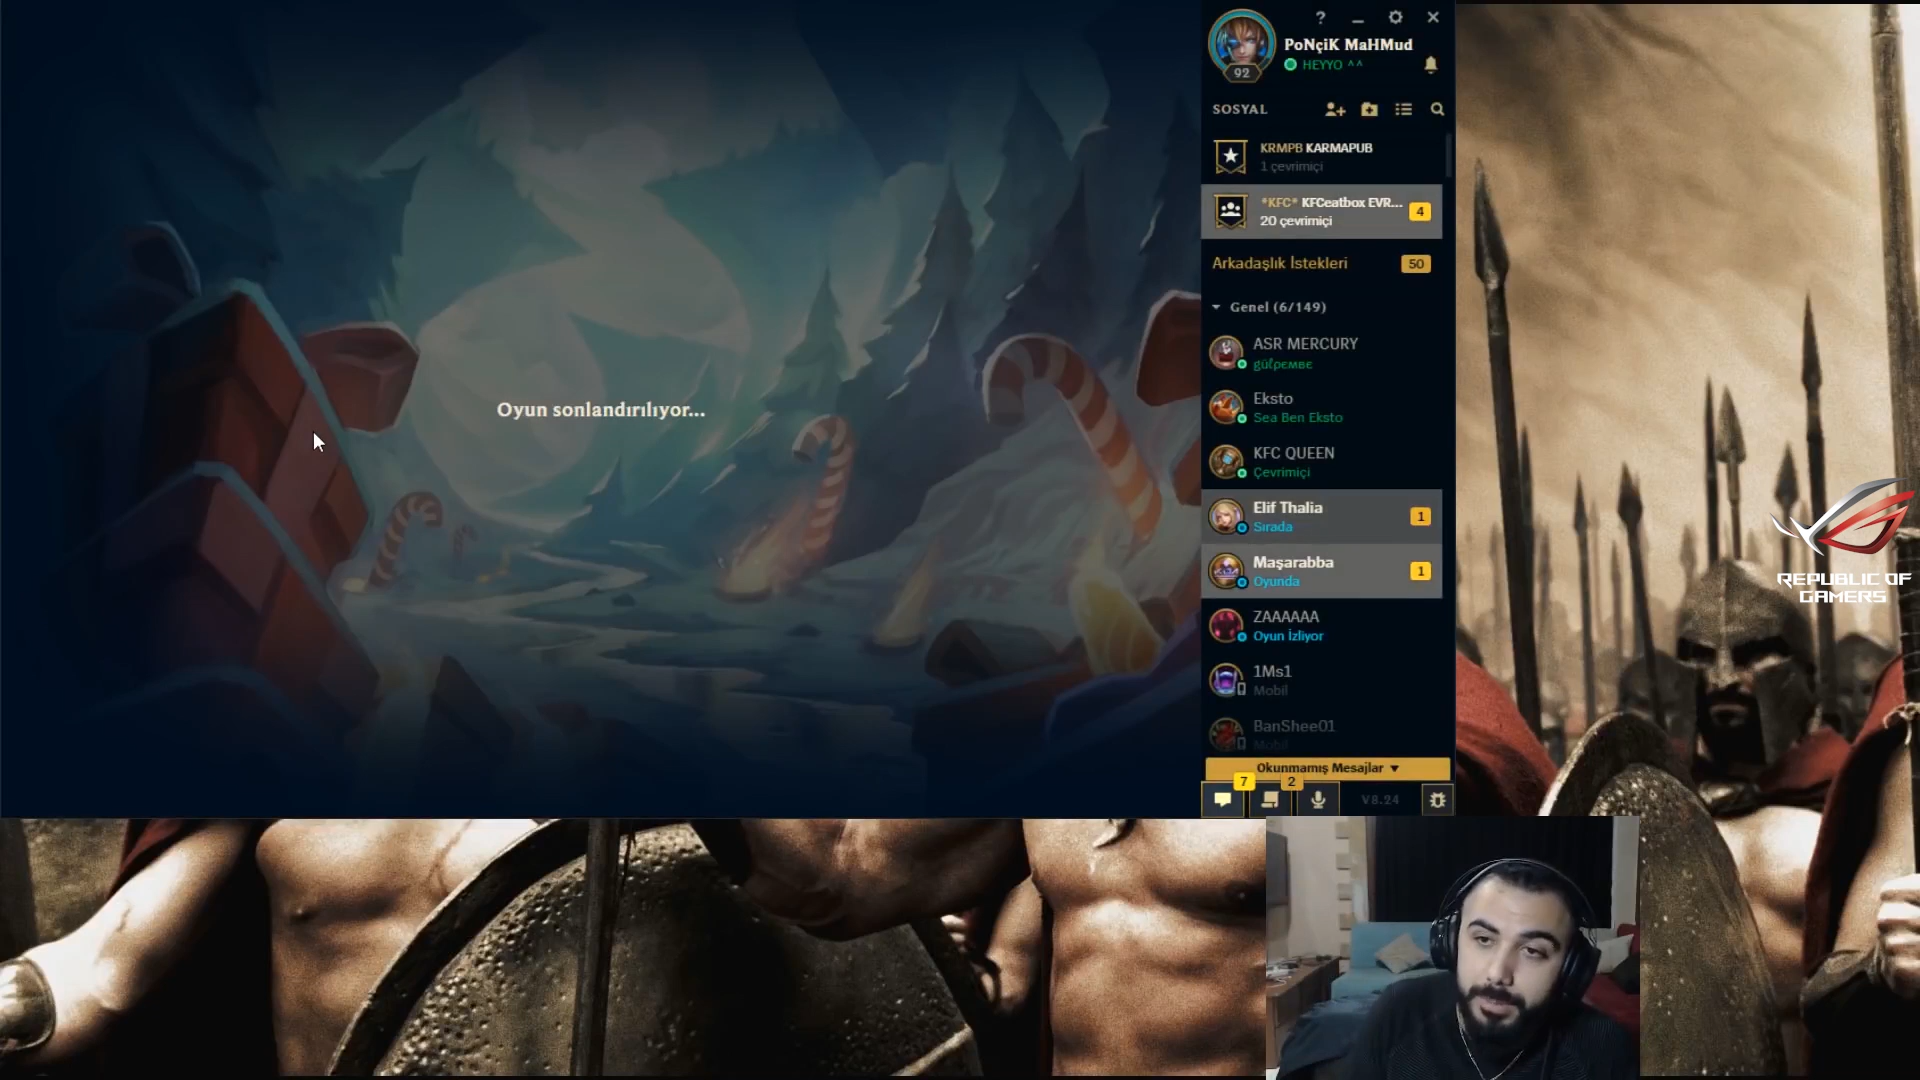 PoNçiK MaHMud
92
HEYYO ^^
SOSYAL
KRMPB KARMAPUB
1 çevrimiçi
*KFC* KFCeatbox EVR...
4
20 çevrimiçi
Arkadaşlık İstekleri
50
Genel (6/149)
ASR MERCURY
Eksto
Sea Ben Eksto
KFC QUEEN
Çevrimiçi
Elif Thalia
1
Sırada
Maşarabba
1
Oyunda
ZAAAAAA
Oyun İzliyor
1Ms1
Mobil
BanShee01
Mobil
Okunmamış Mesajlar
7
2
V8.24
Oyun sonlandırılıyor...
REPUBLIC OF
GAMERS